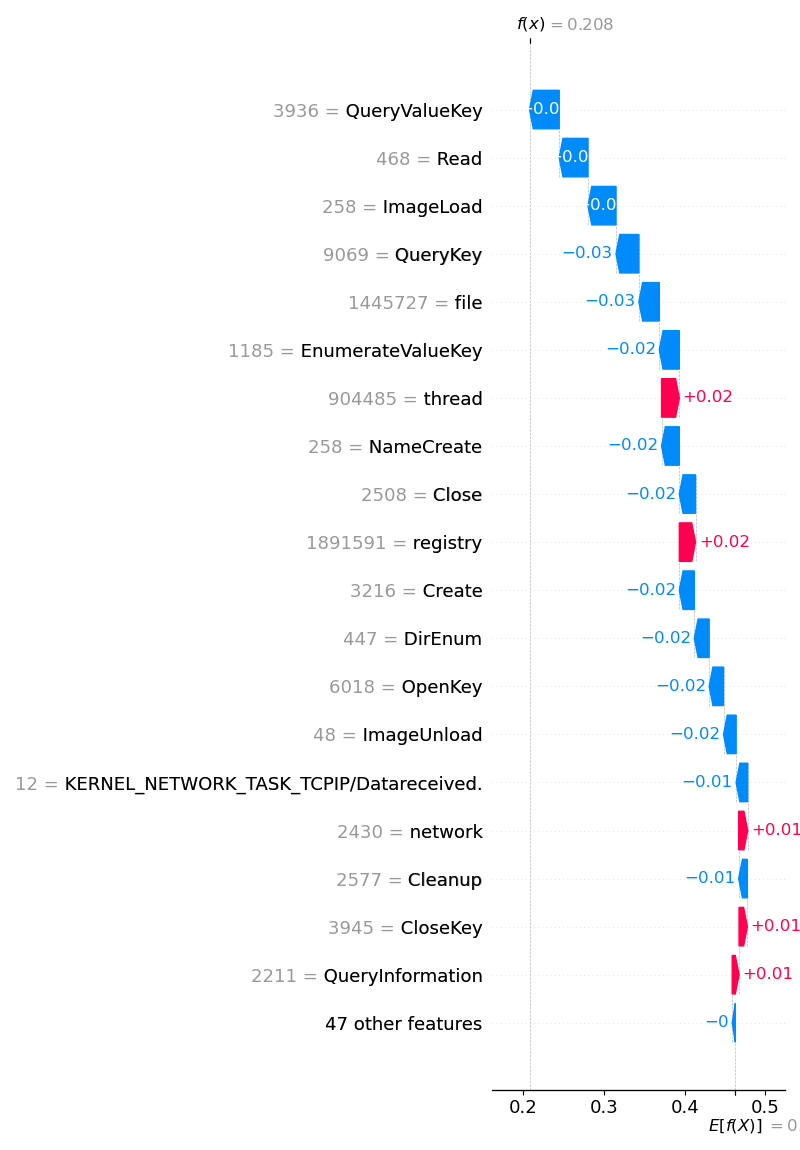 f(x) = 0.208
3936 = QueryValueKey −0.0
468 = Read −0.0
258 = ImageLoad −0.0
9069 = QueryKey −0.03
1445727 = file −0.03
1185 = EnumerateValueKey −0.02
904485 = thread +0.02
258 = NameCreate −0.02
2508 = Close −0.02
1891591 = registry +0.02
3216 = Create −0.02
447 = DirEnum −0.02
6018 = OpenKey −0.02
48 = ImageUnload −0.02
12 = KERNEL_NETWORK_TASK_TCPIP/Datareceived. −0.01
2430 = network +0.01
2577 = Cleanup −0.01
3945 = CloseKey +0.01
2211 = QueryInformation +0.01
47 other features −0
0.2 0.3 0.4 0.5
E[f(X)] = 0.